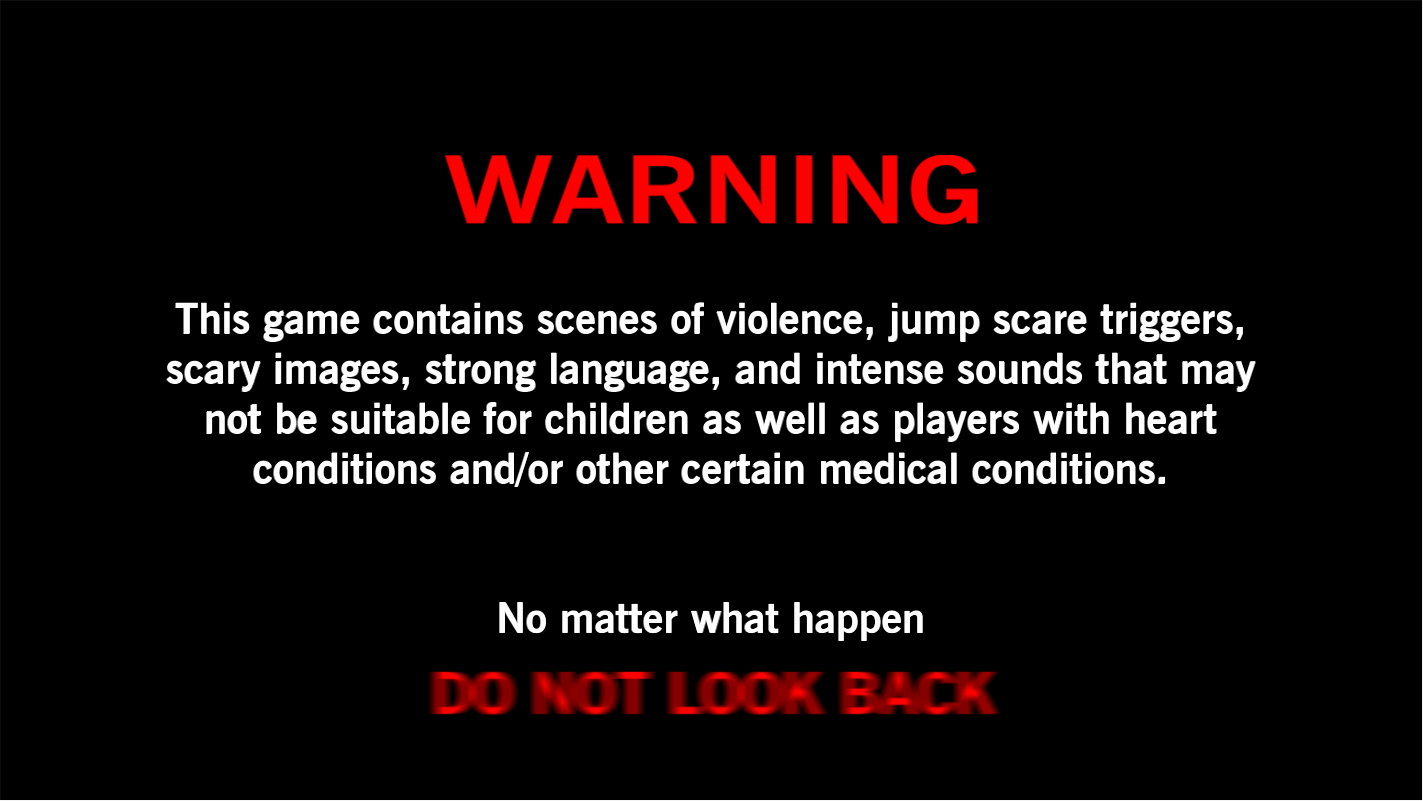 WARNING
This game contains scenes of violence, jump scare triggers,
scary images, strong language, and intense sounds that may
not be suitable for children as well as players with heart
conditions and/or other certain medical conditions.
No matter what happen
DO NOT LOOK BACK